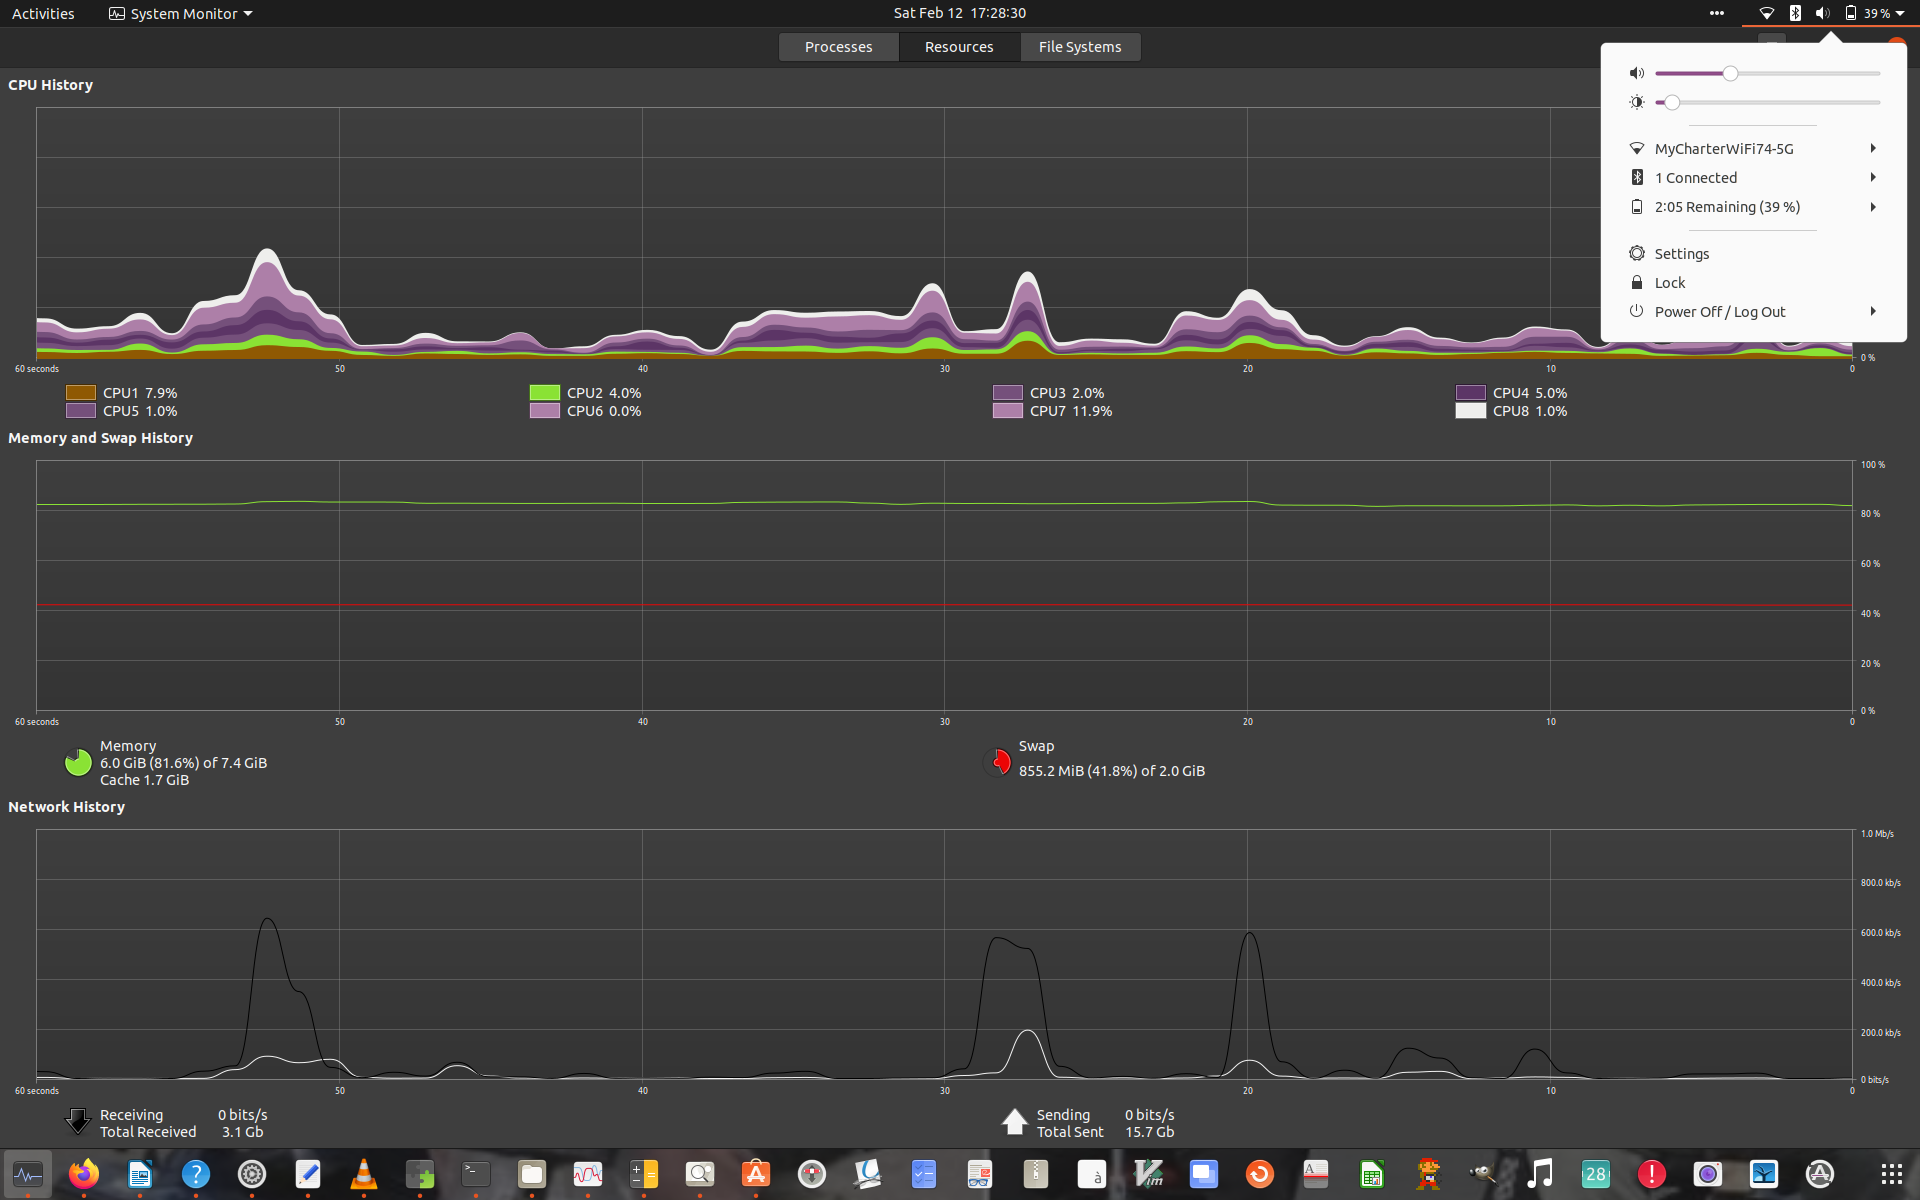 Activities System Monitor Sat Feb 12 17:28:30 39 %
Processes Resources File Systems
CPU History
MyCharterWiFi74-5G
1 Connected
2:05 Remaining (39 %)
Settings
Lock
Power Off / Log Out
0 %
60 seconds 50 40 30 20 10 0
CPU1 7.9% CPU2 4.0% CPU3 2.0% CPU4 5.0%
CPU5 1.0% CPU6 0.0% CPU7 11.9% CPU8 1.0%
Memory and Swap History
100 %
80 %
60 %
40 %
20 %
0 %
60 seconds 50 40 30 20 10 0
Memory
6.0 GiB (81.6%) of 7.4 GiB
Cache 1.7 GiB
Swap
855.2 MiB (41.8%) of 2.0 GiB
Network History
1.0 Mb/s
800.0 kb/s
600.0 kb/s
400.0 kb/s
200.0 kb/s
0 bits/s
60 seconds 50 40 30 20 10 0
Receiving 0 bits/s
Total Received 3.1 Gb
Sending 0 bits/s
Total Sent 15.7 Gb
? >_ A à Vim A 28 !